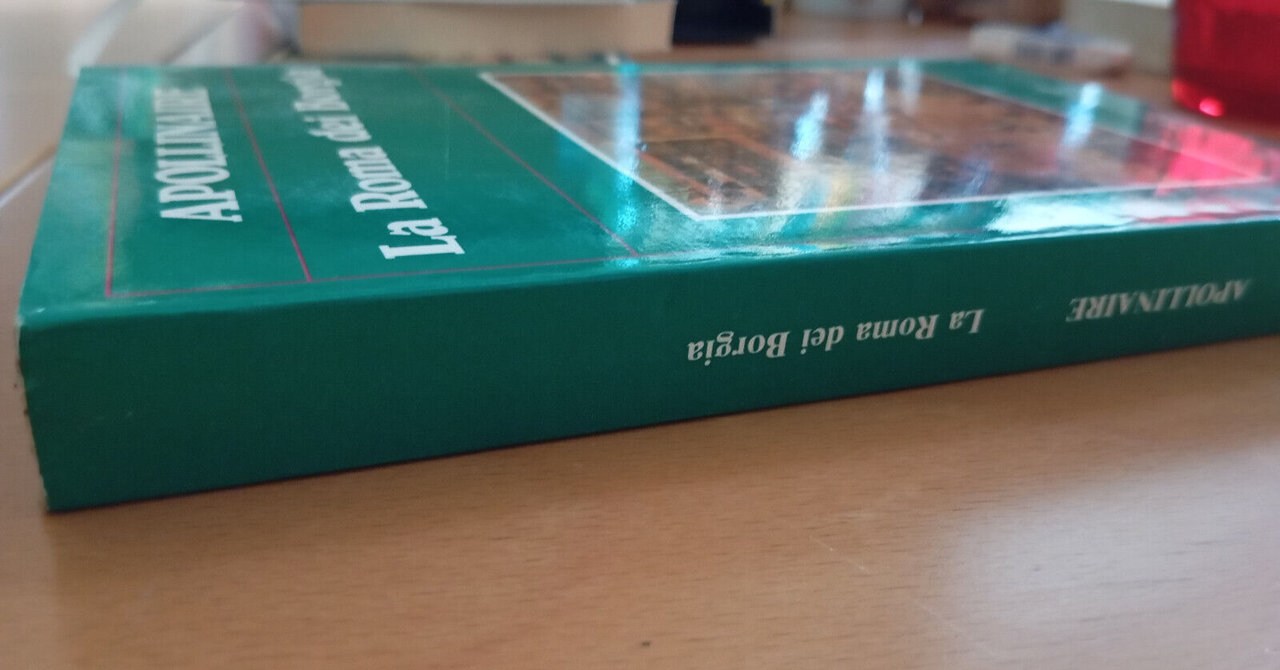 APOLLINAIRE
La Roma dei Borgia
APOLLINAIRE
La Roma dei Borgia